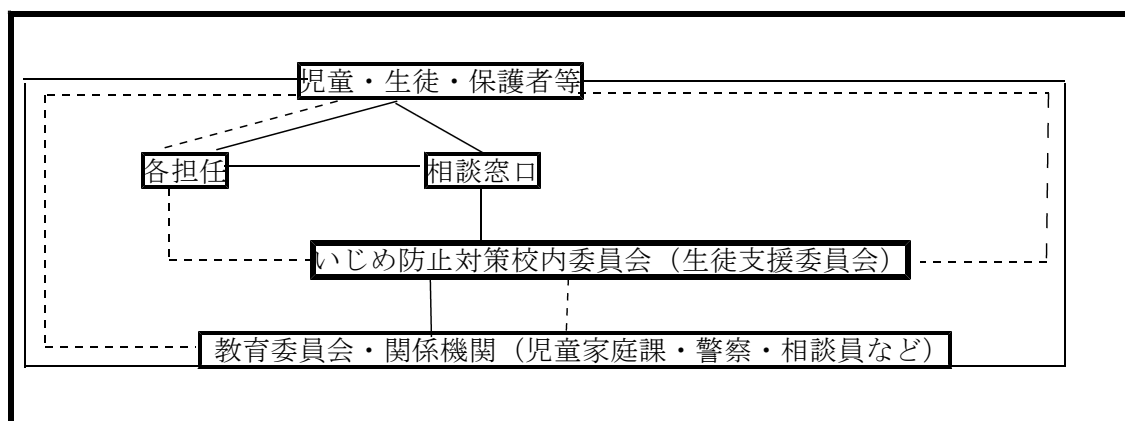 児童・生徒・保護者等
各担任
相談窓口
いじめ防止対策校内委員会（生徒支援委員会）
教育委員会・関係機関（児童家庭課・警察・相談員など）